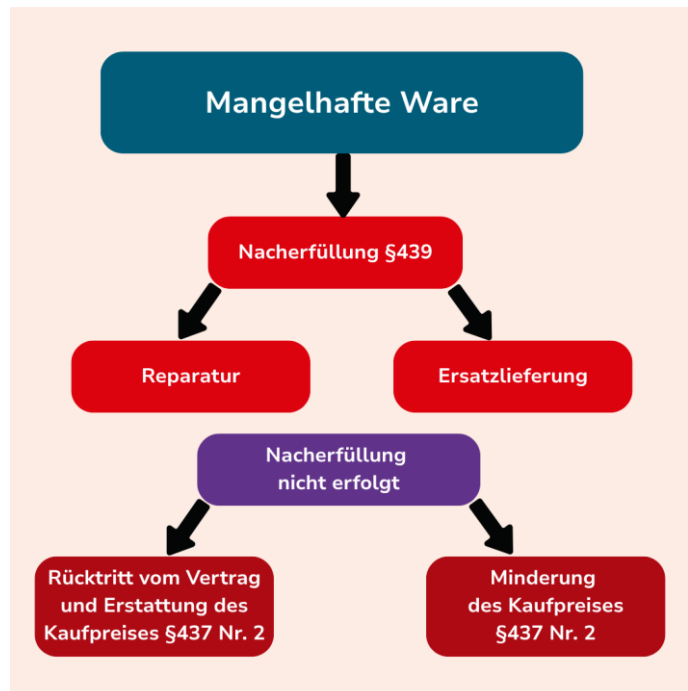 Mangelhafte Ware
Nacherfüllung §439
Reparatur
Ersatzlieferung
Nacherfüllung
nicht erfolgt
Rücktritt vom Vertrag
und Erstattung des
Kaufpreises §437 Nr. 2
Minderung
des Kaufpreises
§437 Nr. 2